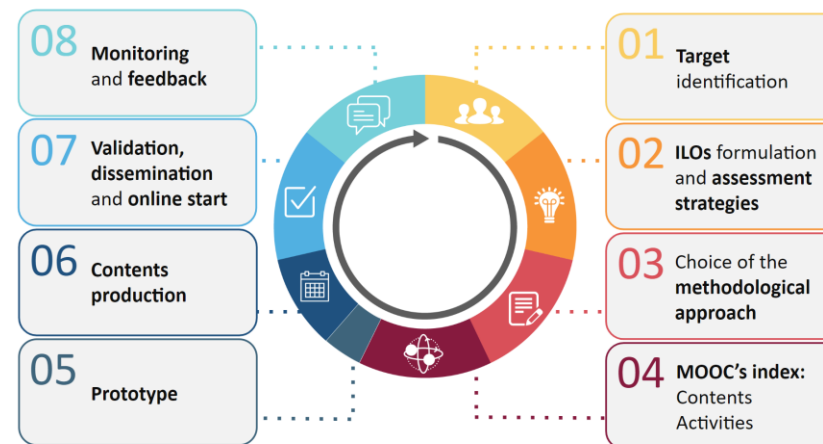 01
Target
identification
02
ILOs formulation
and assessment
strategies
03
Choice of the
methodological
approach
04
MOOC's index:
Contents
Activities
05
Prototype
06
Contents
production
07
Validation,
dissemination
and online start
08
Monitoring
and feedback